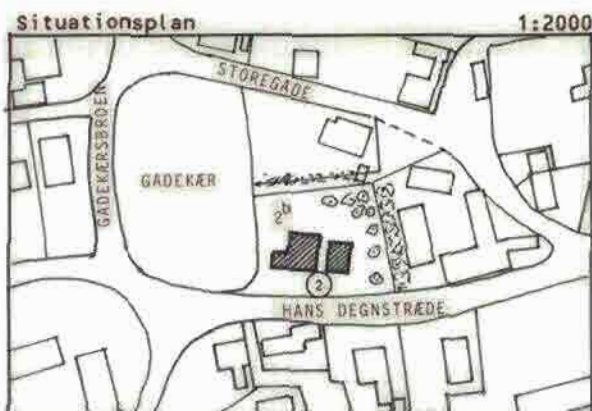 Situationsplan 1:2000
STOREGADE
GADEKÆRSBROEN
GADEKÆR
2b
2
HANS DEGNSTRÆDE